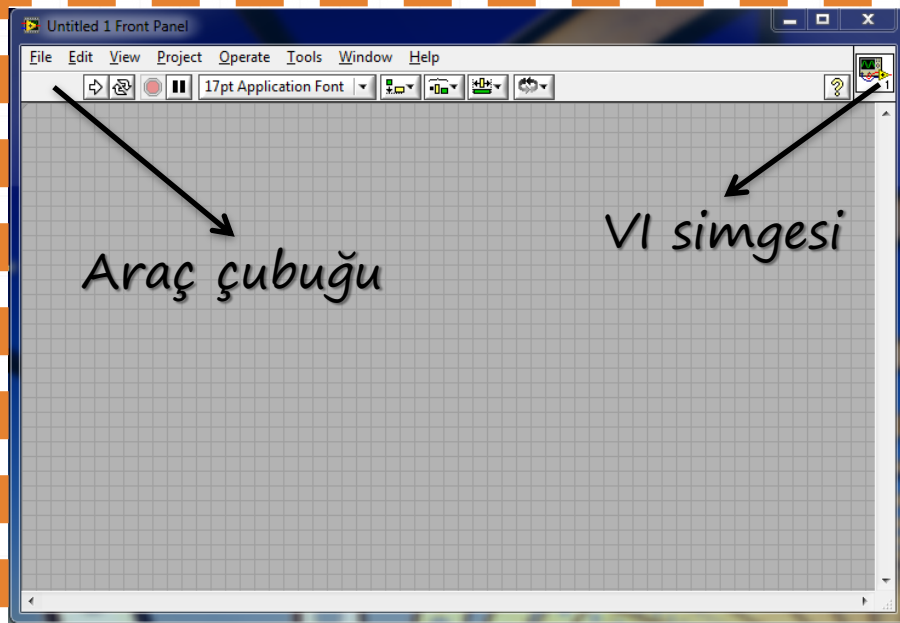 Untitled 1 Front Panel
File Edit View Project Operate Tools Window Help
17pt Application Font
?
1
VI simgesi
Araç çubuğu